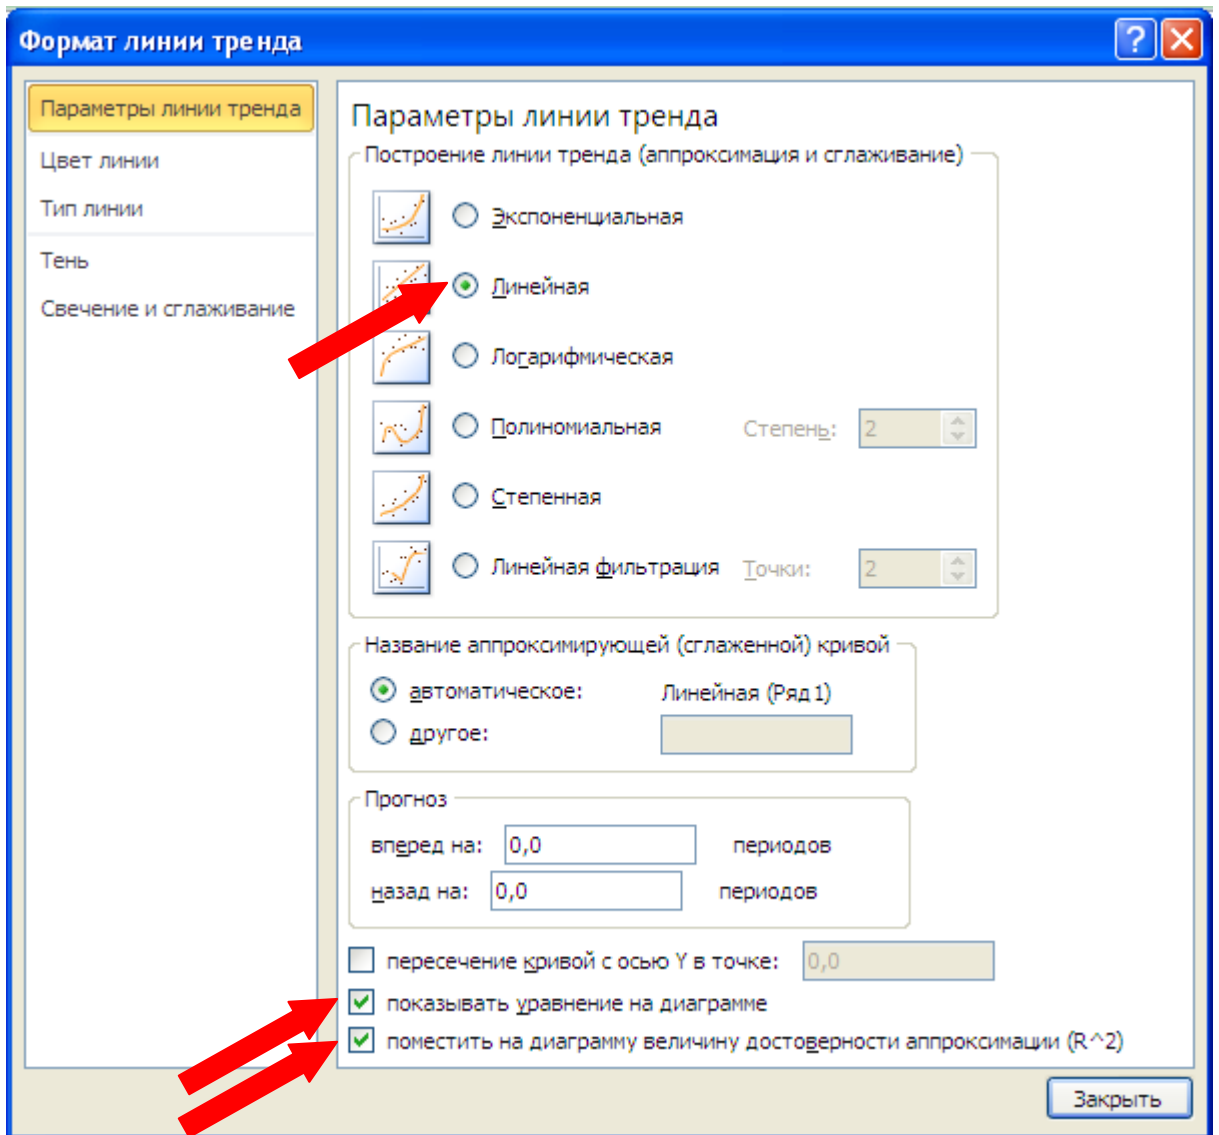 Формат линии тренда
Параметры линии тренда
Цвет линии
Тип линии
Тень
Свечение и сглаживание
Параметры линии тренда
Построение линии тренда (аппроксимация и сглаживание)
Экспоненциальная
Линейная
Логарифмическая
Полиномиальная Степень: 2
Степенная
Линейная фильтрация Точки: 2
Название аппроксимирующей (сглаженной) кривой
автоматическое: Линейная (Ряд1)
другое:
Прогноз
вперед на: 0,0 периодов
назад на: 0,0 периодов
пересечение кривой с осью Y в точке: 0,0
показывать уравнение на диаграмме
поместить на диаграмму величину достоверности аппроксимации (R^2)
Закрыть